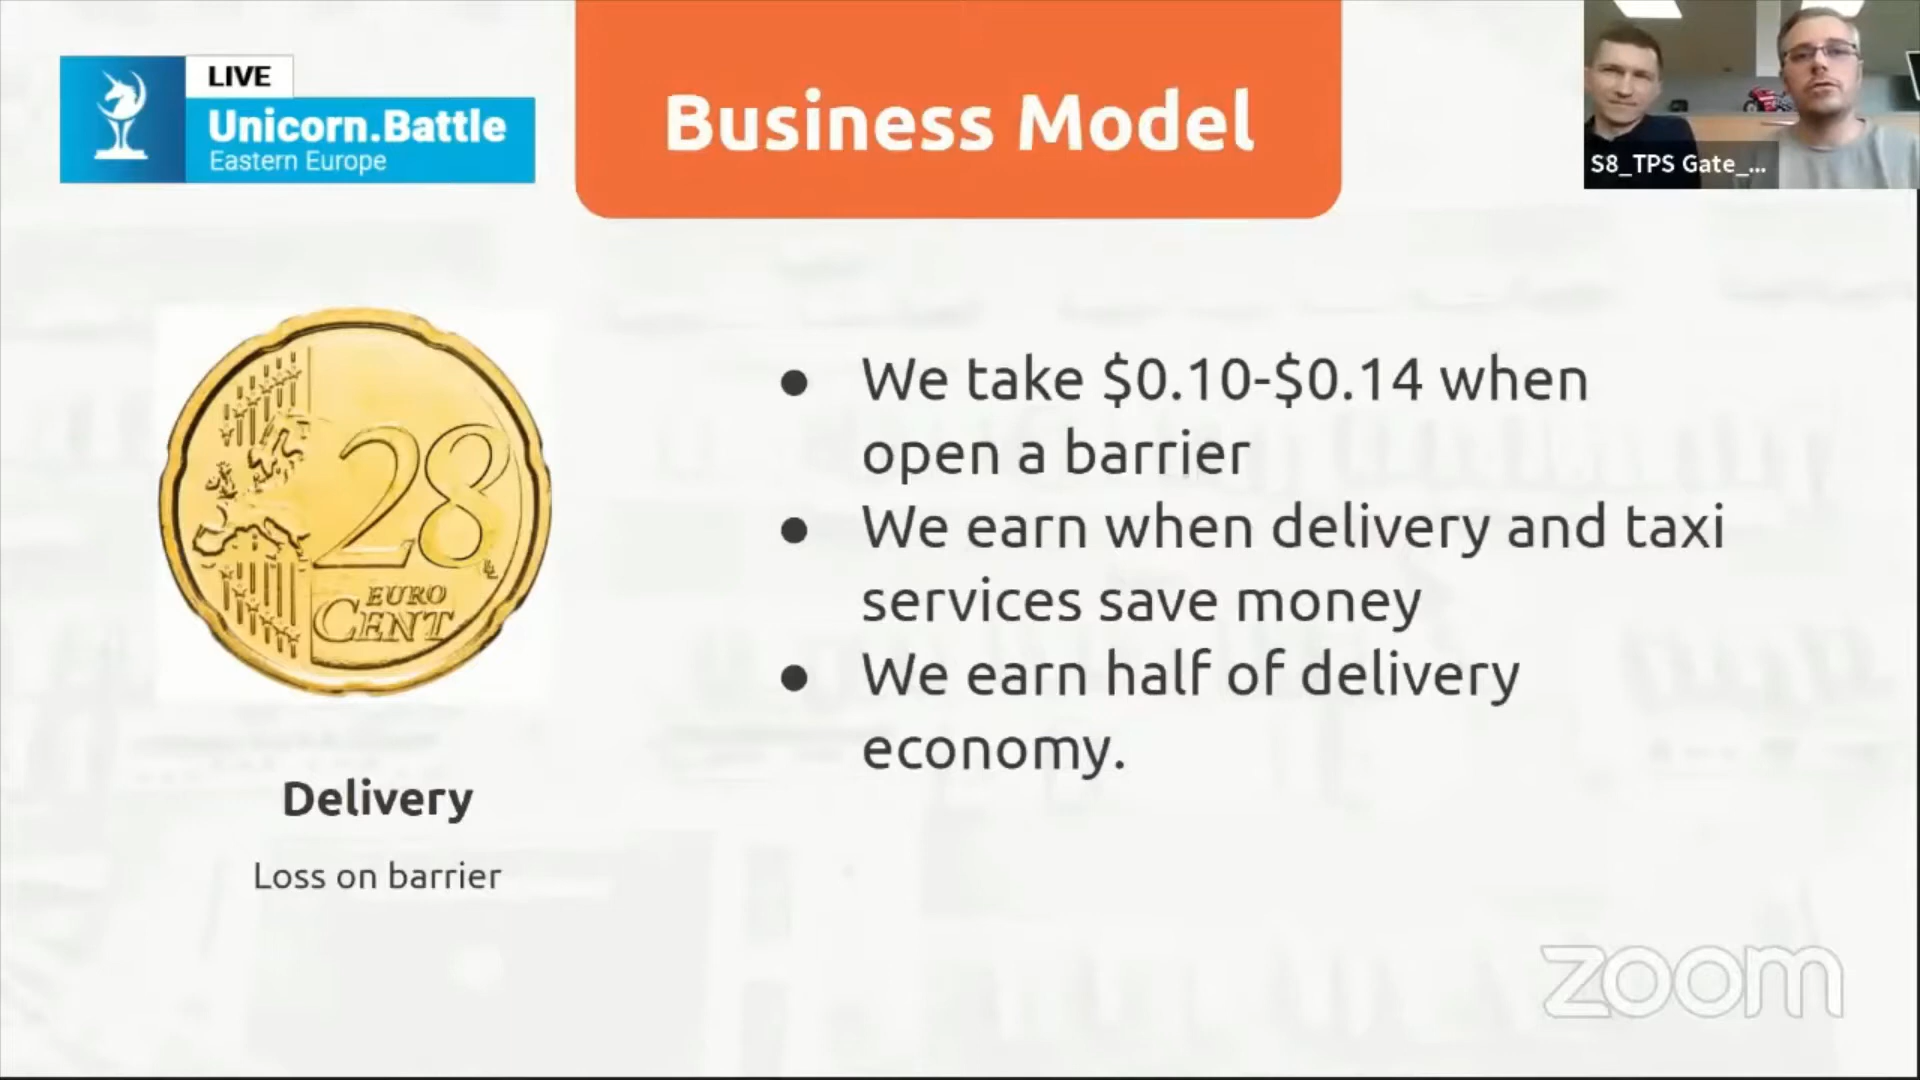 LIVE
Unicorn.Battle
Eastern Europe
Business Model
S8_TPS Gate_...
28
EURO
CENT
Delivery
Loss on barrier
● We take $0.10-$0.14 when
open a barrier
● We earn when delivery and taxi
services save money
● We earn half of delivery
economy.
zoom